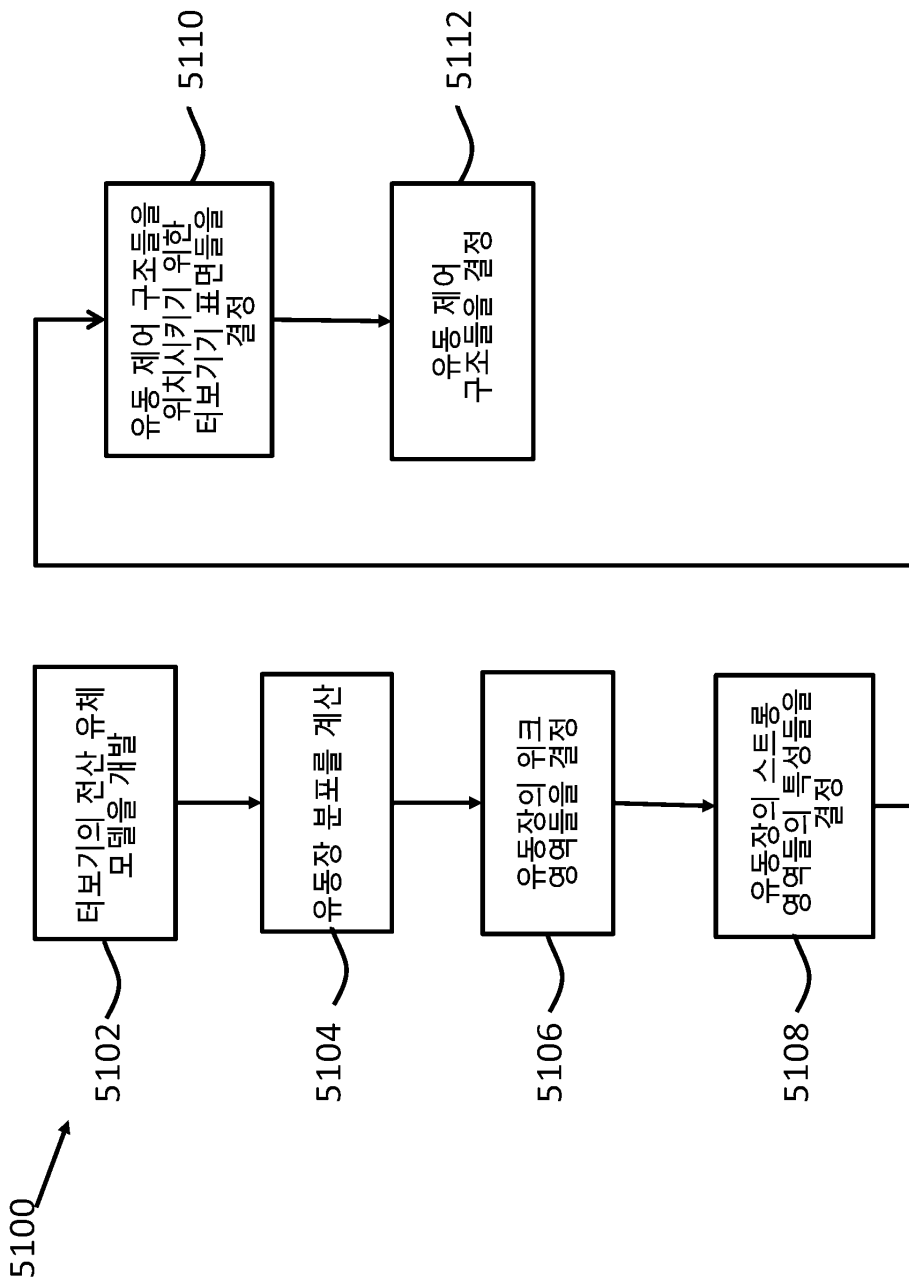 5100
5102
터보기의 전산 유체
모델을 개발
5104
유동장 분포를 계산
5106
유동장의 위크
영역들을 결정
5108
유동장의 스트롱
영역들의 특성들을
결정
유동 제어 구조들을
위치시키기 위한
터보기기 표면들을
결정
5110
유동 제어
구조들을 결정
5112